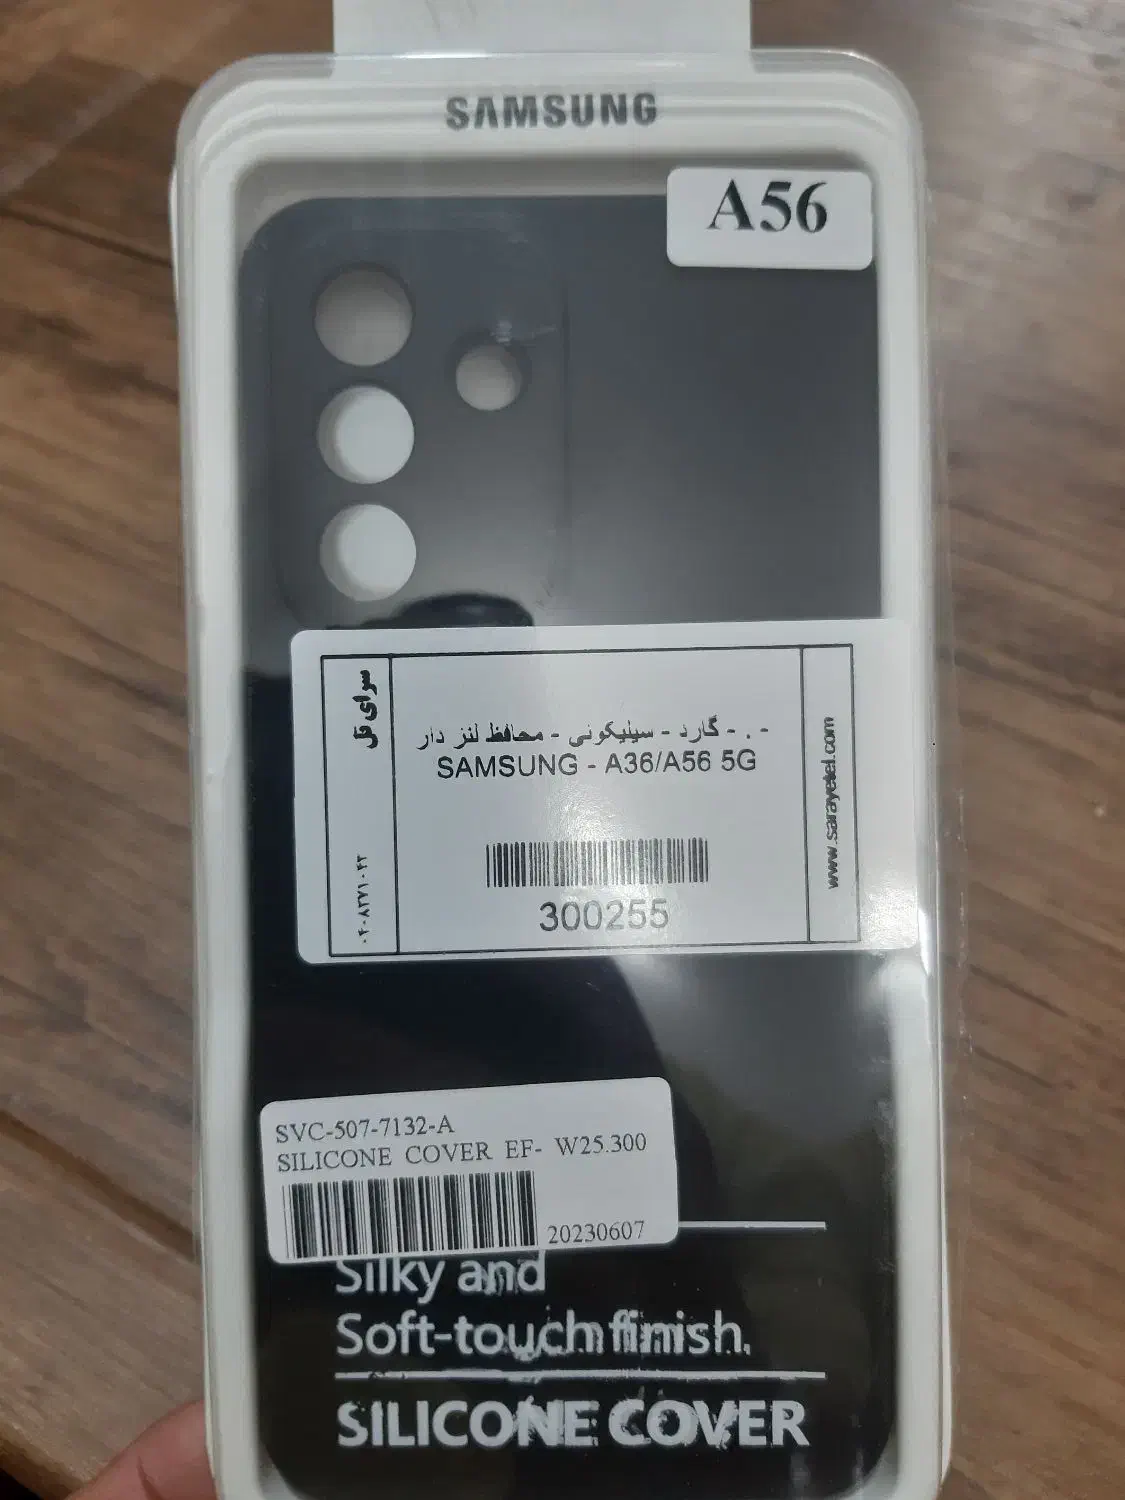 SAMSUNG
A56
سرای قل
- . - گارد - سیلیکونی - محافظ لنز دار
SAMSUNG - A36/A56 5G
300255
www.sarayetel.com
SVC-507-7132-A
SILICONE COVER EF- W25.300
20230607
Silky and
Soft-touch finish.
SILICONE COVER